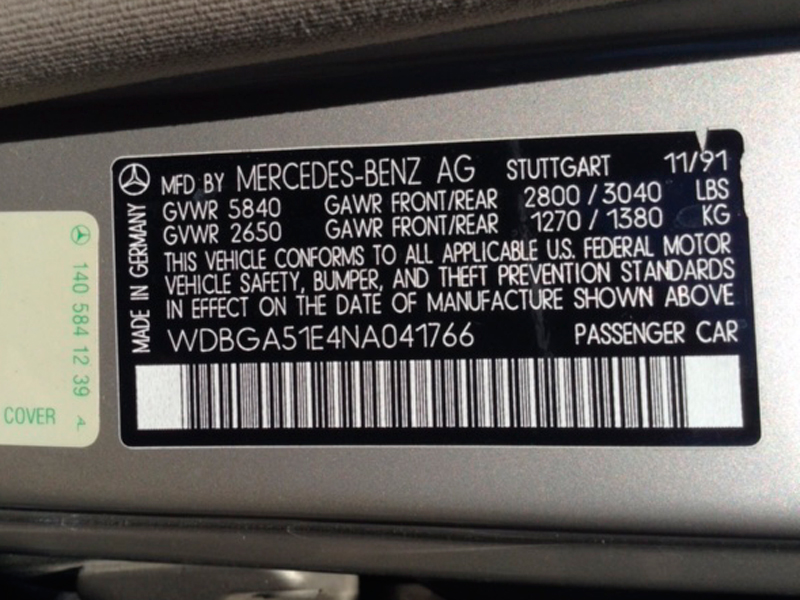 MFD BY MERCEDES-BENZ AG STUTTGART 11/91
GVWR 5840 GAWR FRONT/REAR 2800 / 3040 LBS
GVWR 2650 GAWR FRONT/REAR 1270 / 1380 KG
THIS VEHICLE CONFORMS TO ALL APPLICABLE U.S. FEDERAL MOTOR
VEHICLE SAFETY, BUMPER, AND THEFT PREVENTION STANDARDS
IN EFFECT ON THE DATE OF MANUFACTURE SHOWN ABOVE
WDBGA51E4NA041766 PASSENGER CAR
MADE IN GERMANY
140 584 12 39 A
COVER